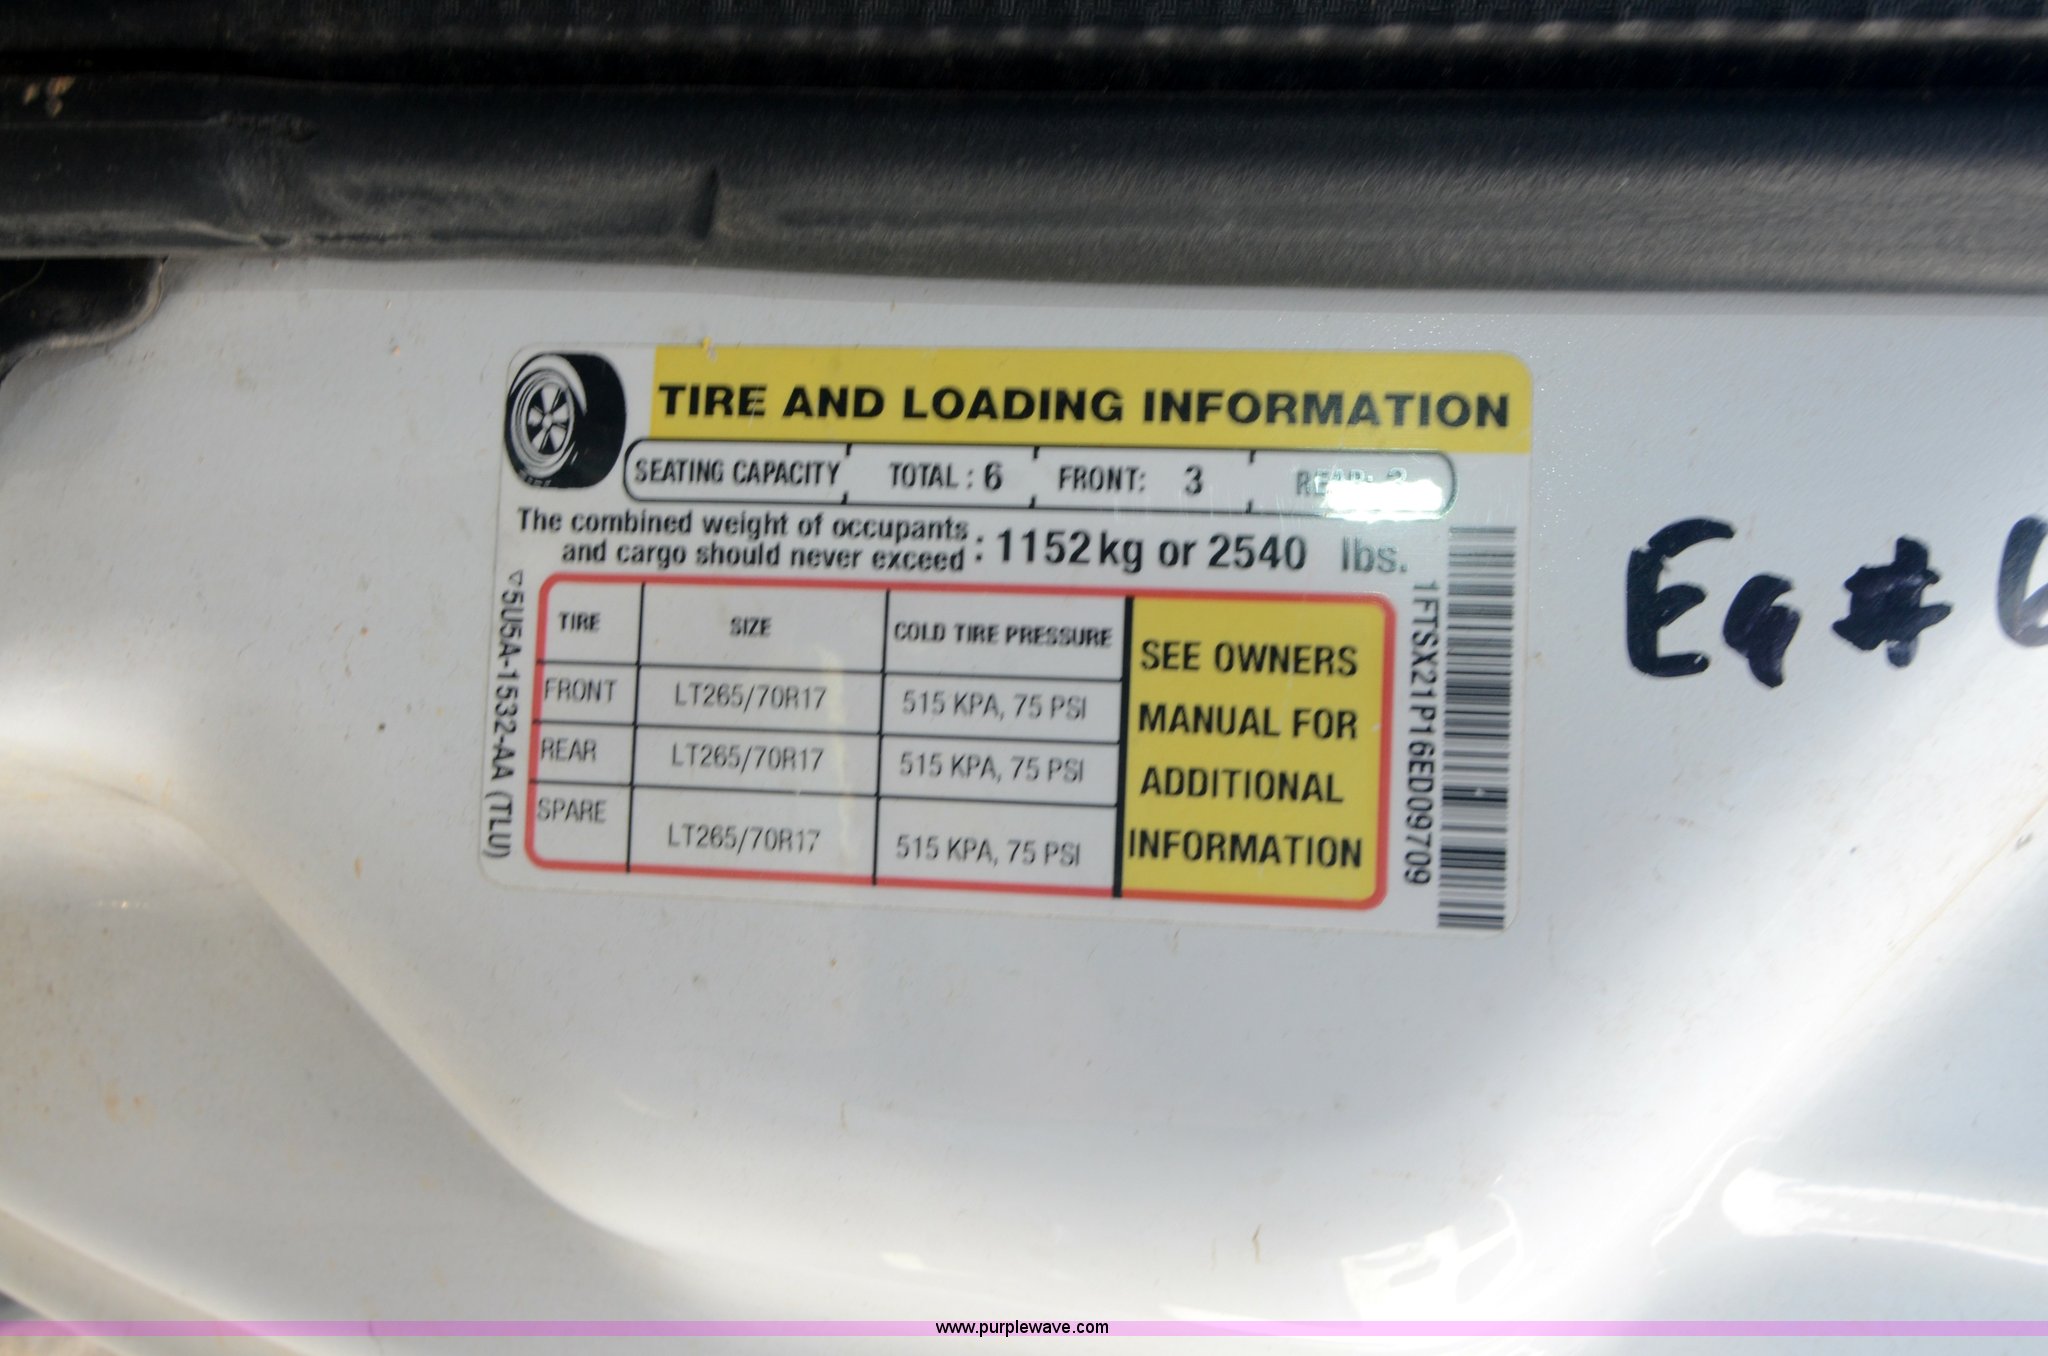 TIRE AND LOADING INFORMATION
SEATING CAPACITY TOTAL : 6 FRONT: 3 REAR: 3
The combined weight of occupants
and cargo should never exceed : 1152 kg or 2540 lbs.
TIRE SIZE COLD TIRE PRESSURE
FRONT LT265/70R17 515 KPA, 75 PSI
REAR LT265/70R17 515 KPA, 75 PSI
SPARE LT265/70R17 515 KPA, 75 PSI
SEE OWNERS
MANUAL FOR
ADDITIONAL
INFORMATION
▽5U5A-1532-AA (TLU)
1FTSX21P16ED09709
Eq #
www.purplewave.com